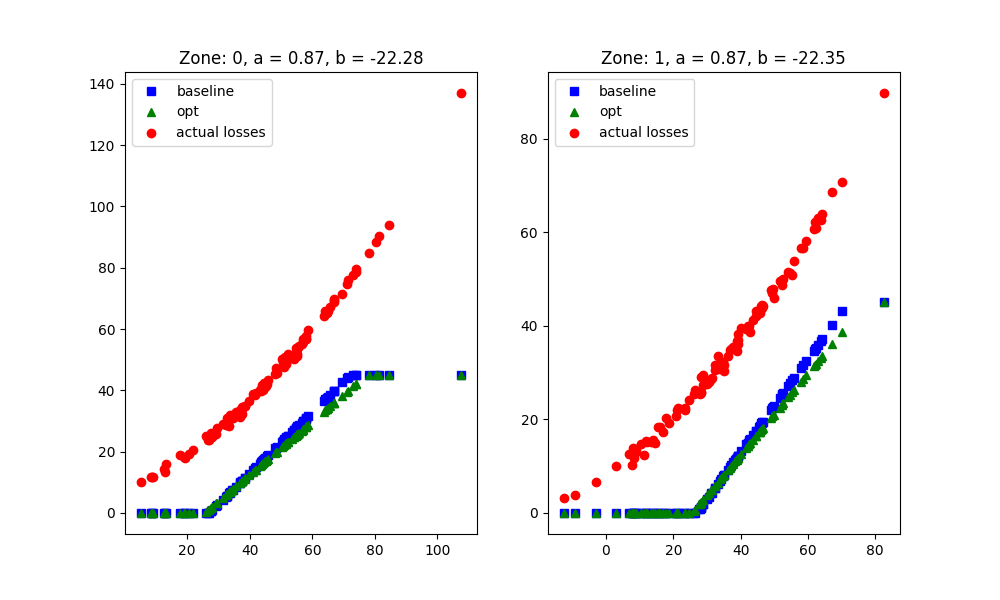 Zone: 0, a = 0.87, b = -22.28
baseline
opt
actual losses
140
120
100
80
60
40
20
0
20 40 60 80 100
Zone: 1, a = 0.87, b = -22.35
baseline
opt
actual losses
80
60
40
20
0
0 20 40 60 80